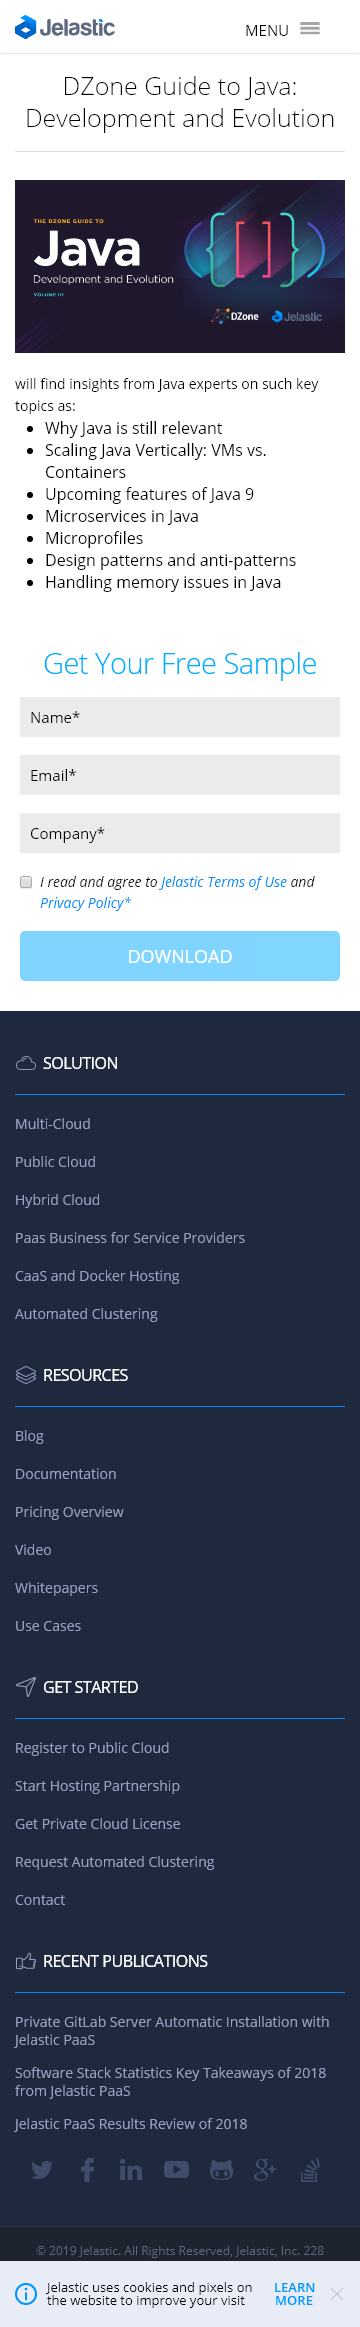 Jelastic
MENU
DZone Guide to Java:
Development and Evolution
THE DZONE GUIDE TO
Java
Development and Evolution
VOLUME III
DZone
Jelastic
will find insights from Java experts on such key
topics as:
Why Java is still relevant
Scaling Java Vertically: VMs vs.
Containers
Upcoming features of Java 9
Microservices in Java
Microprofiles
Design patterns and anti-patterns
Handling memory issues in Java
Get Your Free Sample
Name*
Email*
Company*
I read and agree to Jelastic Terms of Use and
Privacy Policy*
DOWNLOAD
SOLUTION
Multi-Cloud
Public Cloud
Hybrid Cloud
Paas Business for Service Providers
CaaS and Docker Hosting
Automated Clustering
RESOURCES
Blog
Documentation
Pricing Overview
Video
Whitepapers
Use Cases
GET STARTED
Register to Public Cloud
Start Hosting Partnership
Get Private Cloud License
Request Automated Clustering
Contact
RECENT PUBLICATIONS
Private GitLab Server Automatic Installation with
Jelastic PaaS
Software Stack Statistics Key Takeaways of 2018
from Jelastic PaaS
Jelastic PaaS Results Review of 2018
© 2019 Jelastic. All Rights Reserved, Jelastic, Inc. 228
Jelastic uses cookies and pixels on
the website to improve your visit
LEARN
MORE